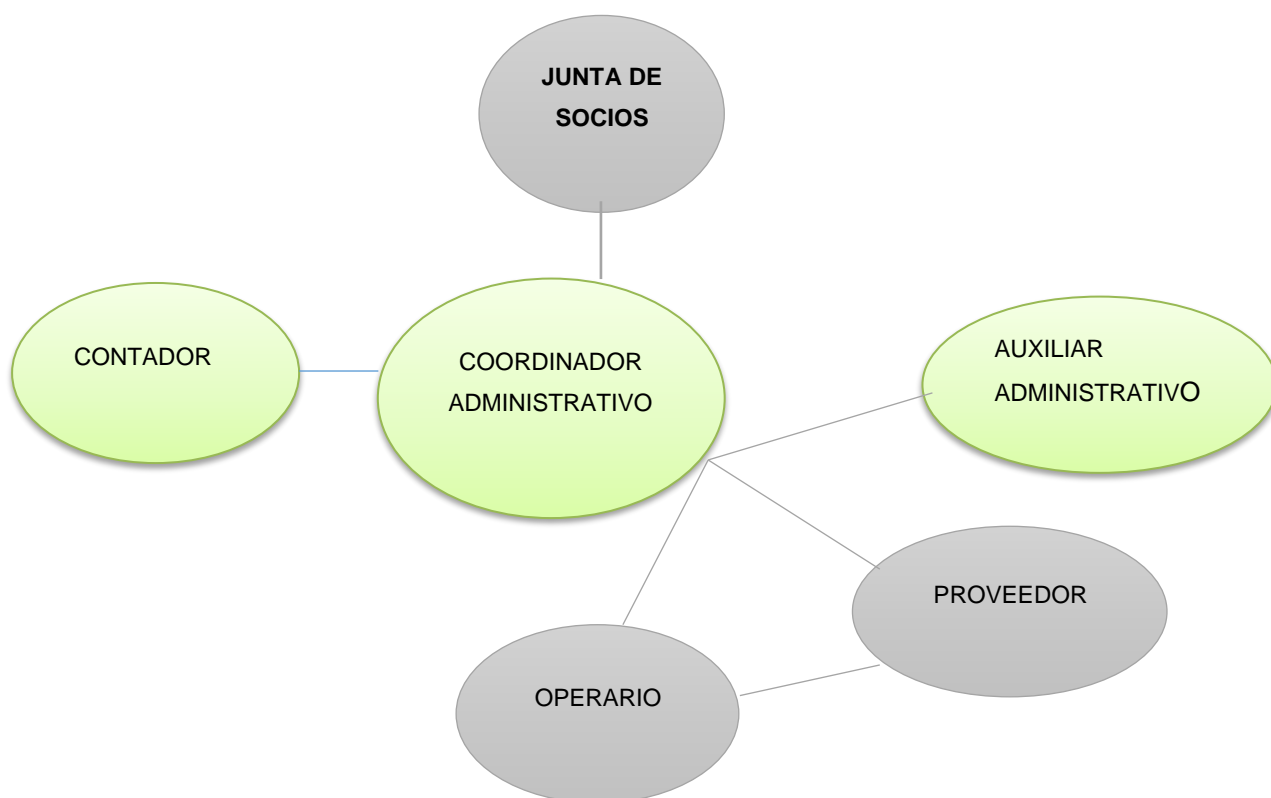 JUNTA DE
SOCIOS
CONTADOR
COORDINADOR
ADMINISTRATIVO
AUXILIAR
ADMINISTRATIVO
PROVEEDOR
OPERARIO